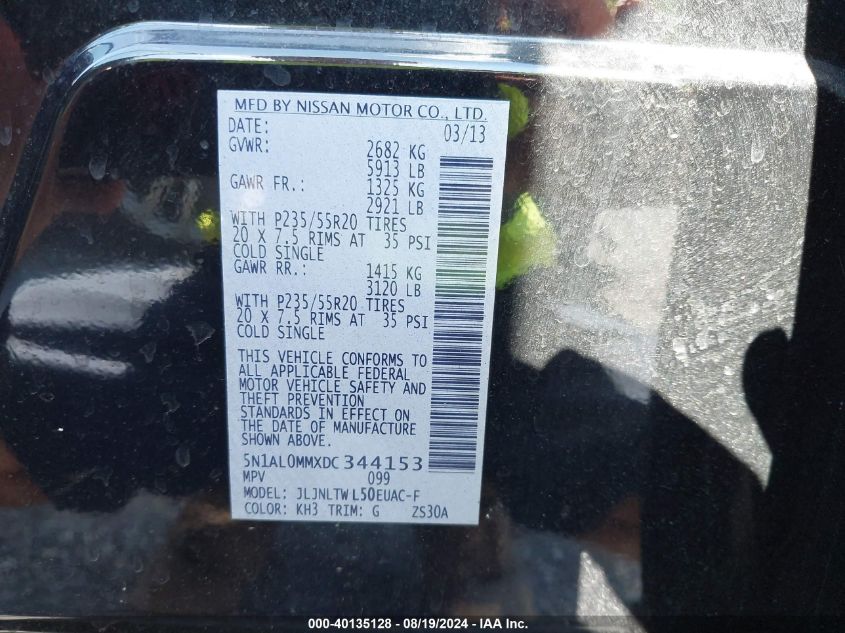 MFD BY NISSAN MOTOR CO., LTD.
DATE: 03/13
GVWR: 2682 KG
5913 LB
GAWR FR.: 1325 KG
2921 LB
WITH P235/55R20 TIRES
20 X 7.5 RIMS AT 35 PSI
COLD SINGLE
GAWR RR.: 1415 KG
3120 LB
WITH P235/55R20 TIRES
20 X 7.5 RIMS AT 35 PSI
COLD SINGLE
THIS VEHICLE CONFORMS TO
ALL APPLICABLE FEDERAL
MOTOR VEHICLE SAFETY AND
THEFT PREVENTION
STANDARDS IN EFFECT ON
THE DATE OF MANUFACTURE
SHOWN ABOVE.
5N1AL0MMXDC344153
MPV 099
MODEL: JLJNLTWL50EUAC-F
COLOR: KH3 TRIM: G ZS30A
000-40135128 - 08/19/2024 - IAA Inc.